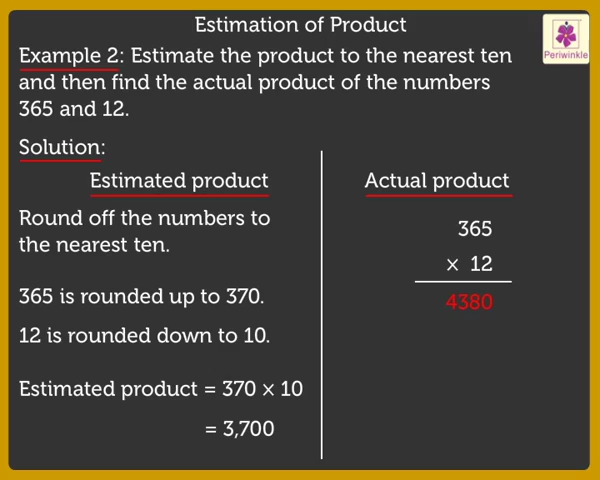 Estimation of Product
Periwinkle
Example 2: Estimate the product to the nearest ten
and then find the actual product of the numbers
365 and 12.
Solution:
Estimated product
Round off the numbers to
the nearest ten.
365 is rounded up to 370.
12 is rounded down to 10.
Estimated product = 370 × 10
= 3,700
Actual product
365
× 12
4380